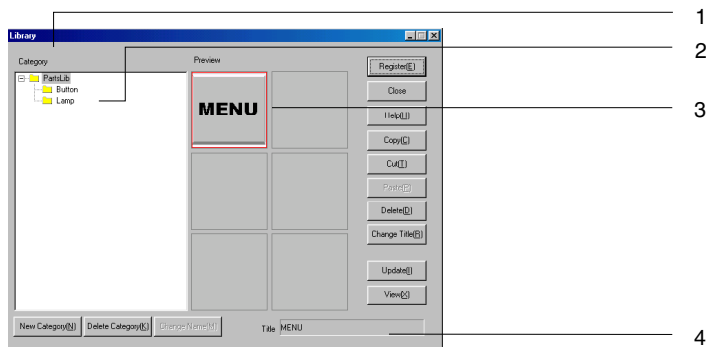 1
Library
2
Category
Preview
PartsLib
Button
Lamp
MENU
3
Register(E)
Close
Help(H)
Copy(C)
Cut(T)
Paste(P)
Delete(D)
Change Title(R)
Update(I)
View(X)
New Category(N) Delete Category(K) Change Name(M) Title MENU
4